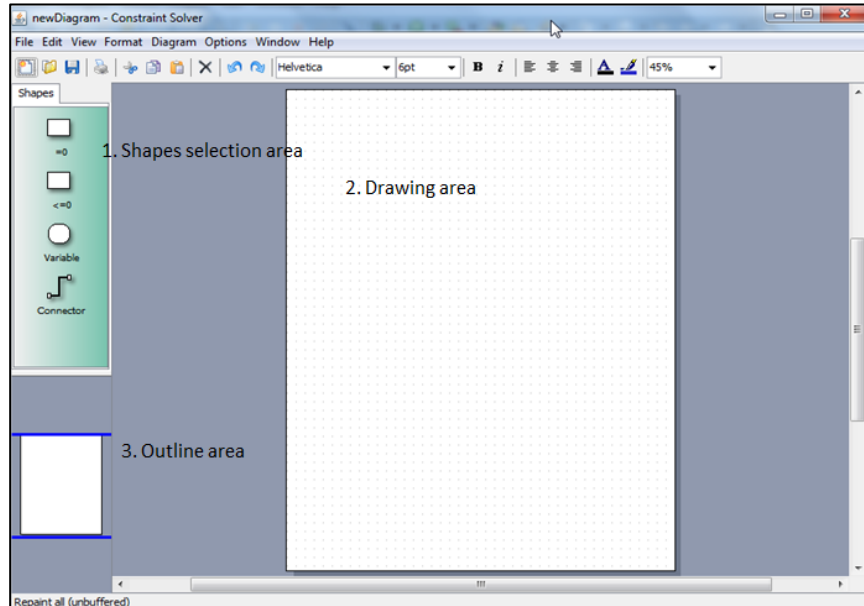 newDiagram - Constraint Solver
File Edit View Format Diagram Options Window Help
Helvetica 6pt B i A 45%
Shapes
=0
1. Shapes selection area
2. Drawing area
<=0
Variable
Connector
3. Outline area
Repaint all (unbuffered)